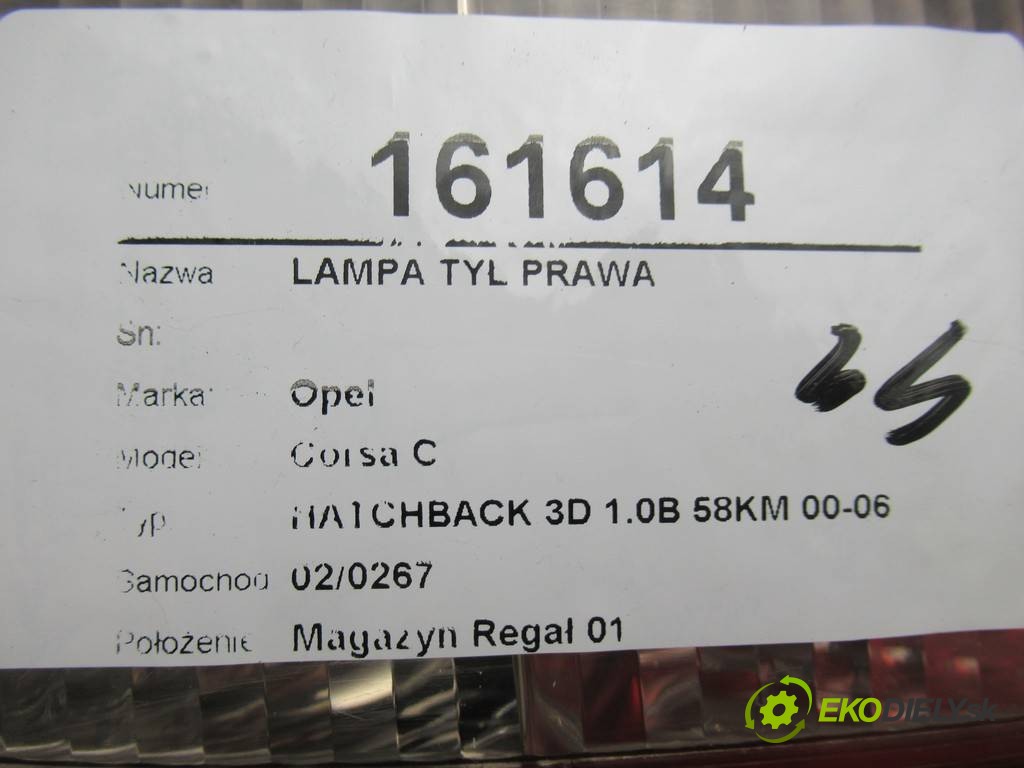 Numer 161614
Nazwa LAMPA TYŁ PRAWA
Sn:
Marka: Opel
Model Corsa C
Typ HATCHBACK 3D 1.0B 58KM 00-06
Samochod 02/0267
Położenie Magazyn Regał 01
EKODIELY.sk